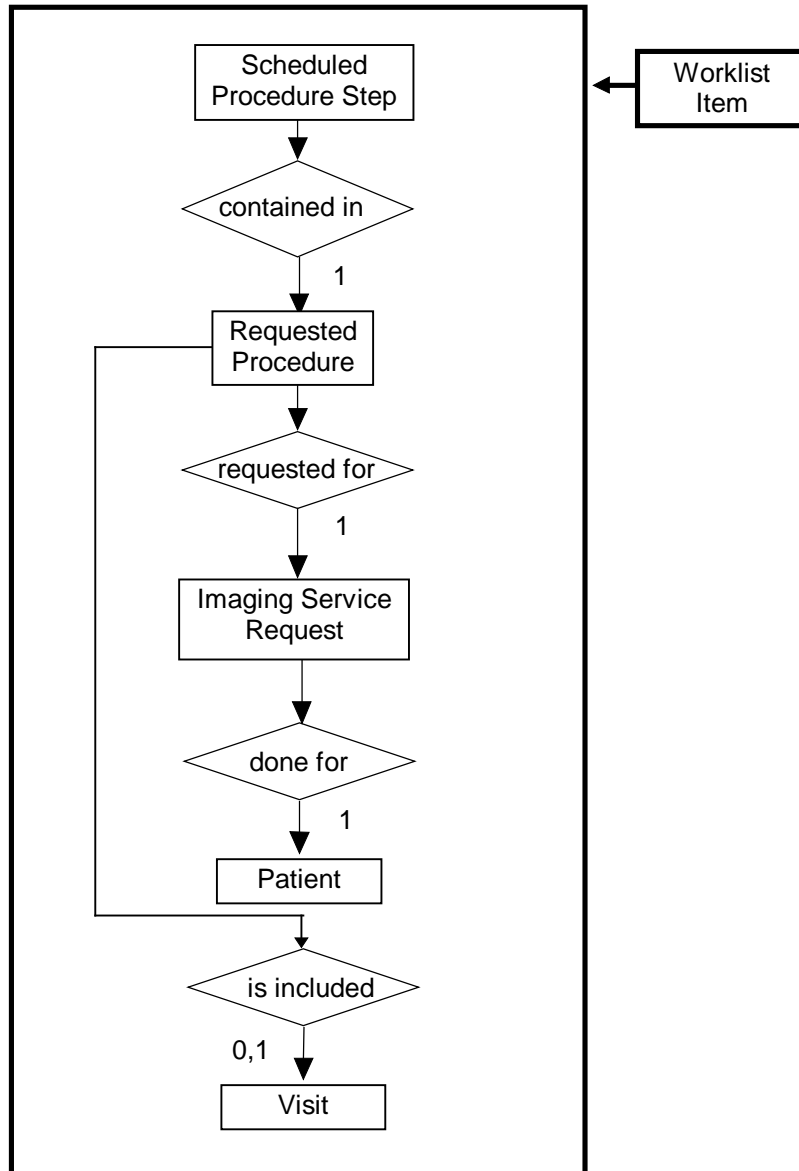 Scheduled
Procedure Step
Worklist
Item
contained in
1
Requested
Procedure
requested for
1
Imaging Service
Request
done for
1
Patient
is included
0,1
Visit